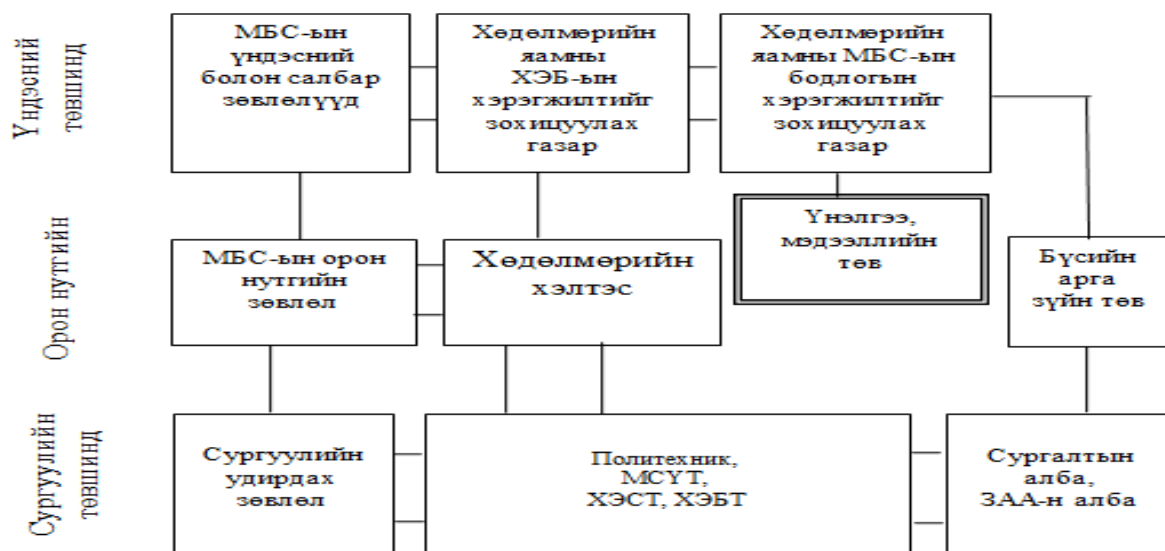 Үндэсний
төвшинд
МБС-ын
үндэсний
болон салбар
зөвлөлүүд
Хөдөлмөрийн
яамны
ХЭБ-ын
хэрэгжилтийг
зохицуулах
газар
Хөдөлмөрийн
яамны МБС-ын
бодлогын
хэрэгжилтийг
зохицуулах
газар
Орон нутгийн
МБС-ын орон
нутгийн
зөвлөл
Хөдөлмөрийн
хэлтэс
Үнэлгээ,
мэдээллийн
төв
Бүсийн
арга
зүйн төв
Сургуулийн
төвшинд
Сургуулийн
удирдах
зөвлөл
Политехник,
МСҮТ,
ХЭСТ, ХЭБТ
Сургалтын
алба,
ЗАА-н алба